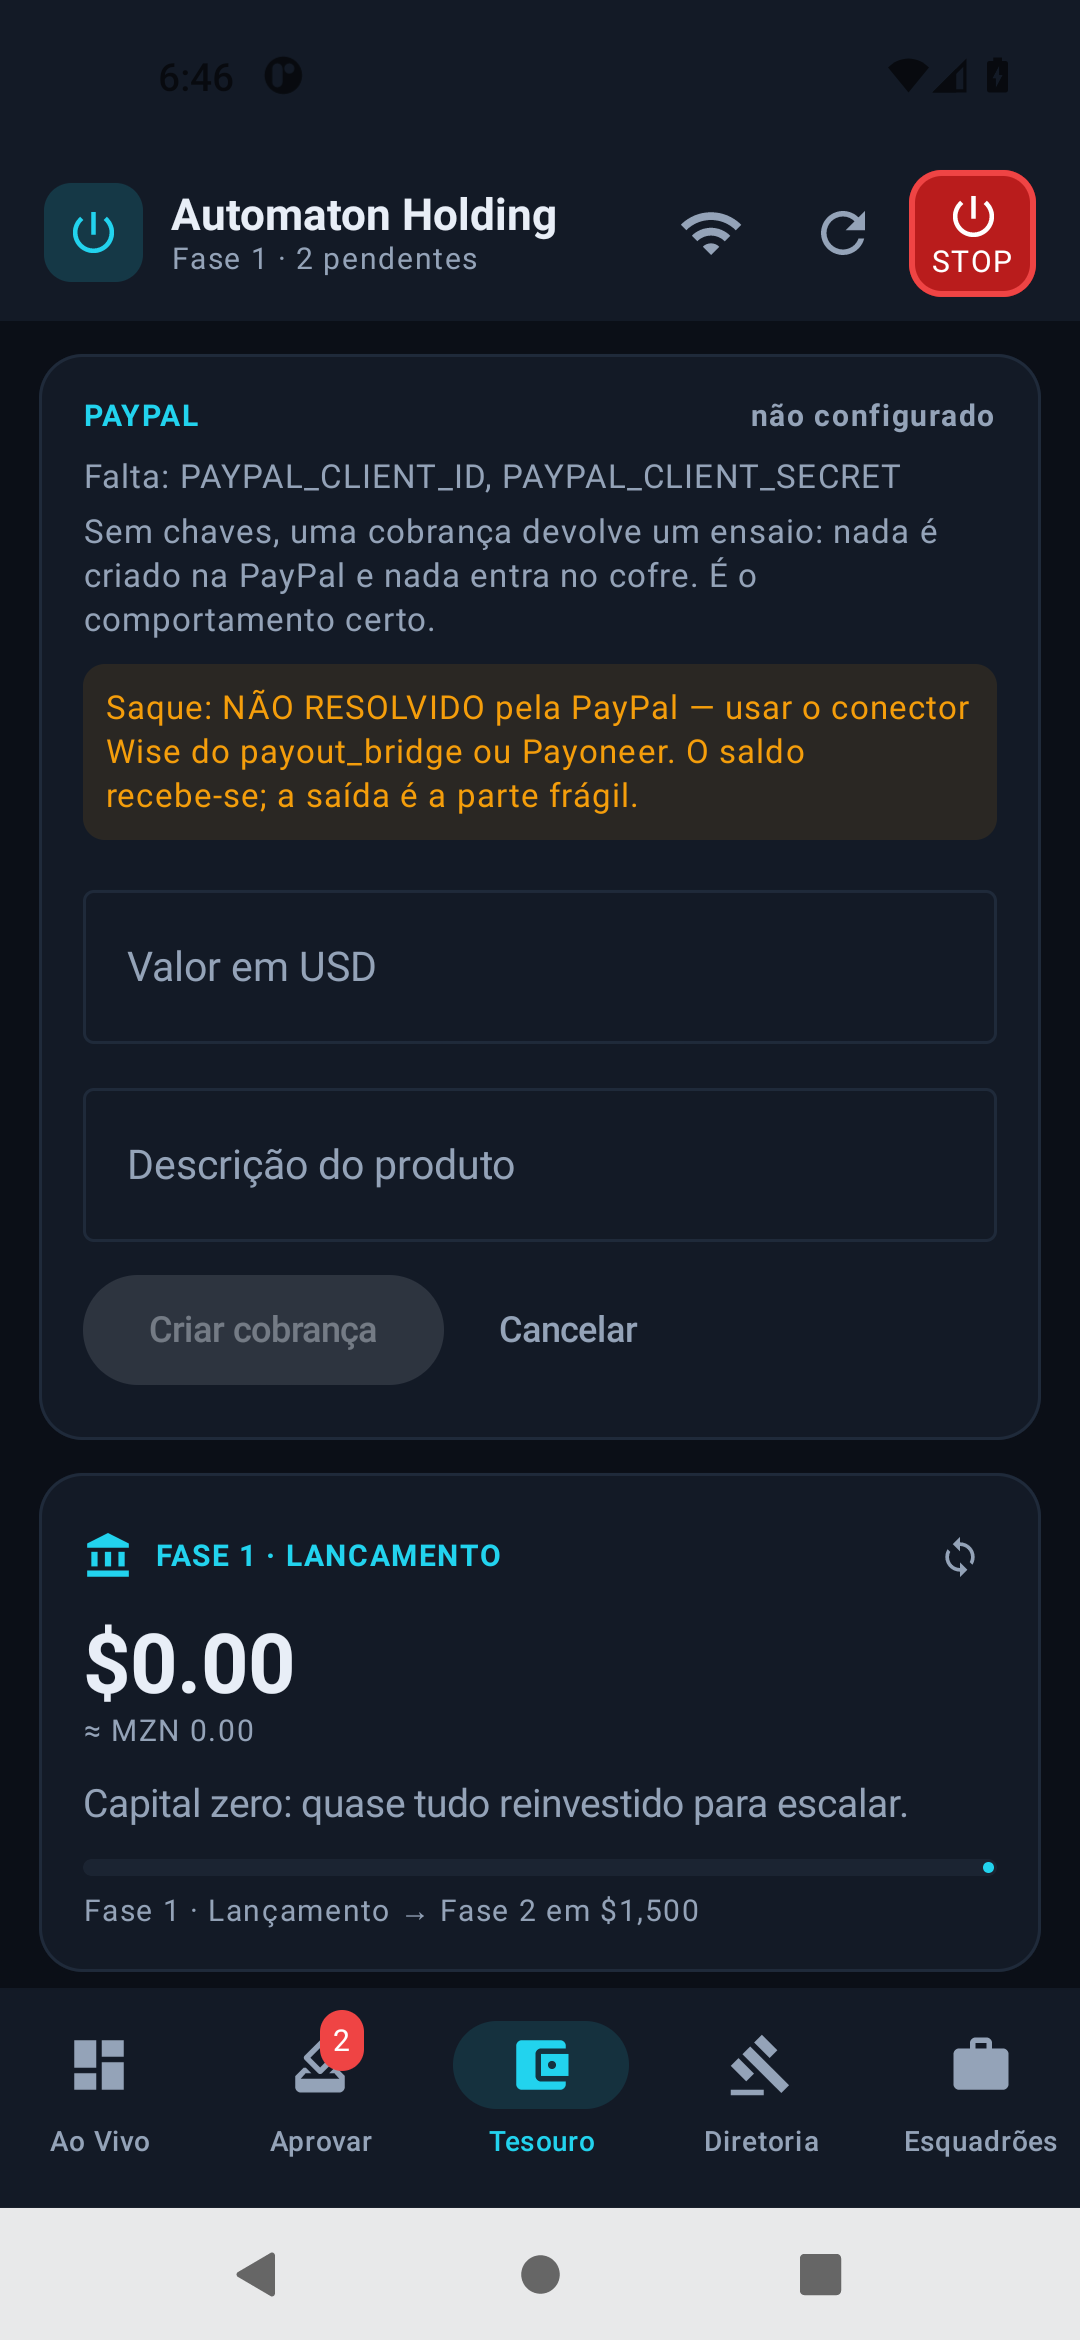 6:46
Automaton Holding
Fase 1 · 2 pendentes
STOP
PAYPAL
não configurado
Falta: PAYPAL_CLIENT_ID, PAYPAL_CLIENT_SECRET
Sem chaves, uma cobrança devolve um ensaio: nada é
criado na PayPal e nada entra no cofre. É o
comportamento certo.
Saque: NÃO RESOLVIDO pela PayPal — usar o conector
Wise do payout_bridge ou Payoneer. O saldo
recebe-se; a saída é a parte frágil.
Valor em USD
Descrição do produto
Criar cobrança
Cancelar
FASE 1 · LANCAMENTO
$0.00
≈ MZN 0.00
Capital zero: quase tudo reinvestido para escalar.
Fase 1 · Lançamento → Fase 2 em $1,500
2
Ao Vivo
Aprovar
Tesouro
Diretoria
Esquadrões